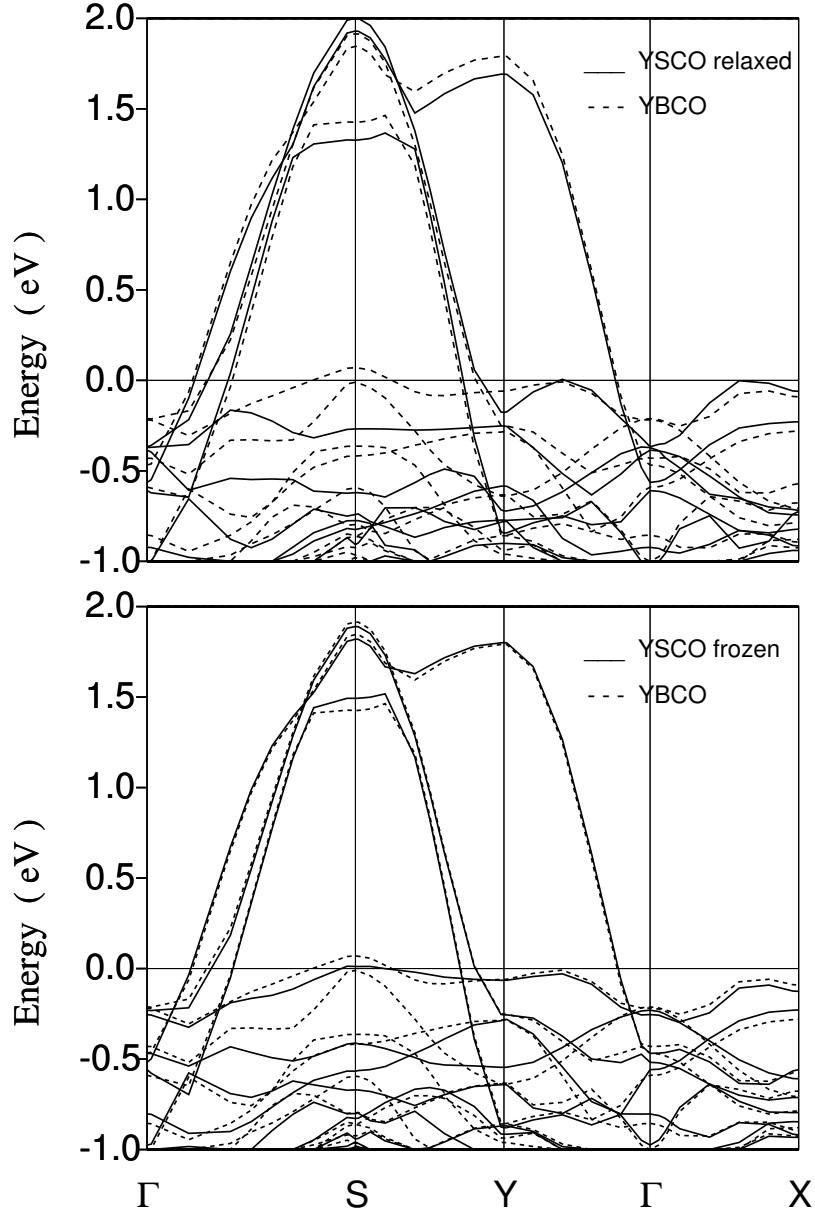 2.0
1.5
1.0
0.5
0.0
-0.5
-1.0
Energy ( eV )
YSCO relaxed
YBCO
2.0
1.5
1.0
0.5
0.0
-0.5
-1.0
Energy ( eV )
YSCO frozen
YBCO
Γ S Y Γ X